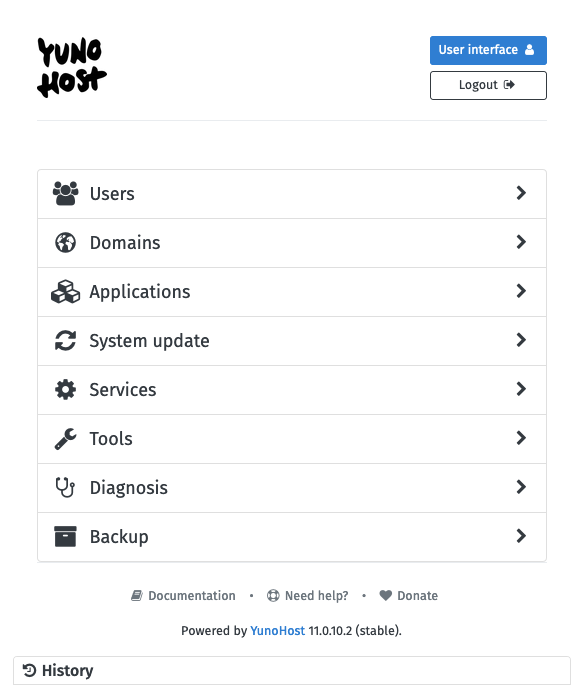 YUNO
HOST
User interface
Logout
Users
Domains
Applications
System update
Services
Tools
Diagnosis
Backup
Documentation • Need help? • Donate
Powered by YunoHost 11.0.10.2 (stable).
History